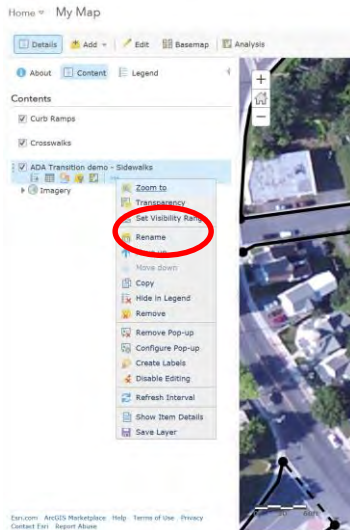 Home My Map
Details Add Edit Basemap Analysis
About Content Legend
Contents
Curb Ramps
Crosswalks
ADA Transition demo - Sidewalks
Imagery
Zoom to
Transparency
Set Visibility Range
Rename
Move down
Copy
Hide in Legend
Remove
Remove Pop-up
Configure Pop-up
Create Labels
Disable Editing
Refresh Interval
Show Item Details
Save Layer
Esri.com ArcGIS Marketplace Help Terms of Use Privacy
Contact Esri Report Abuse